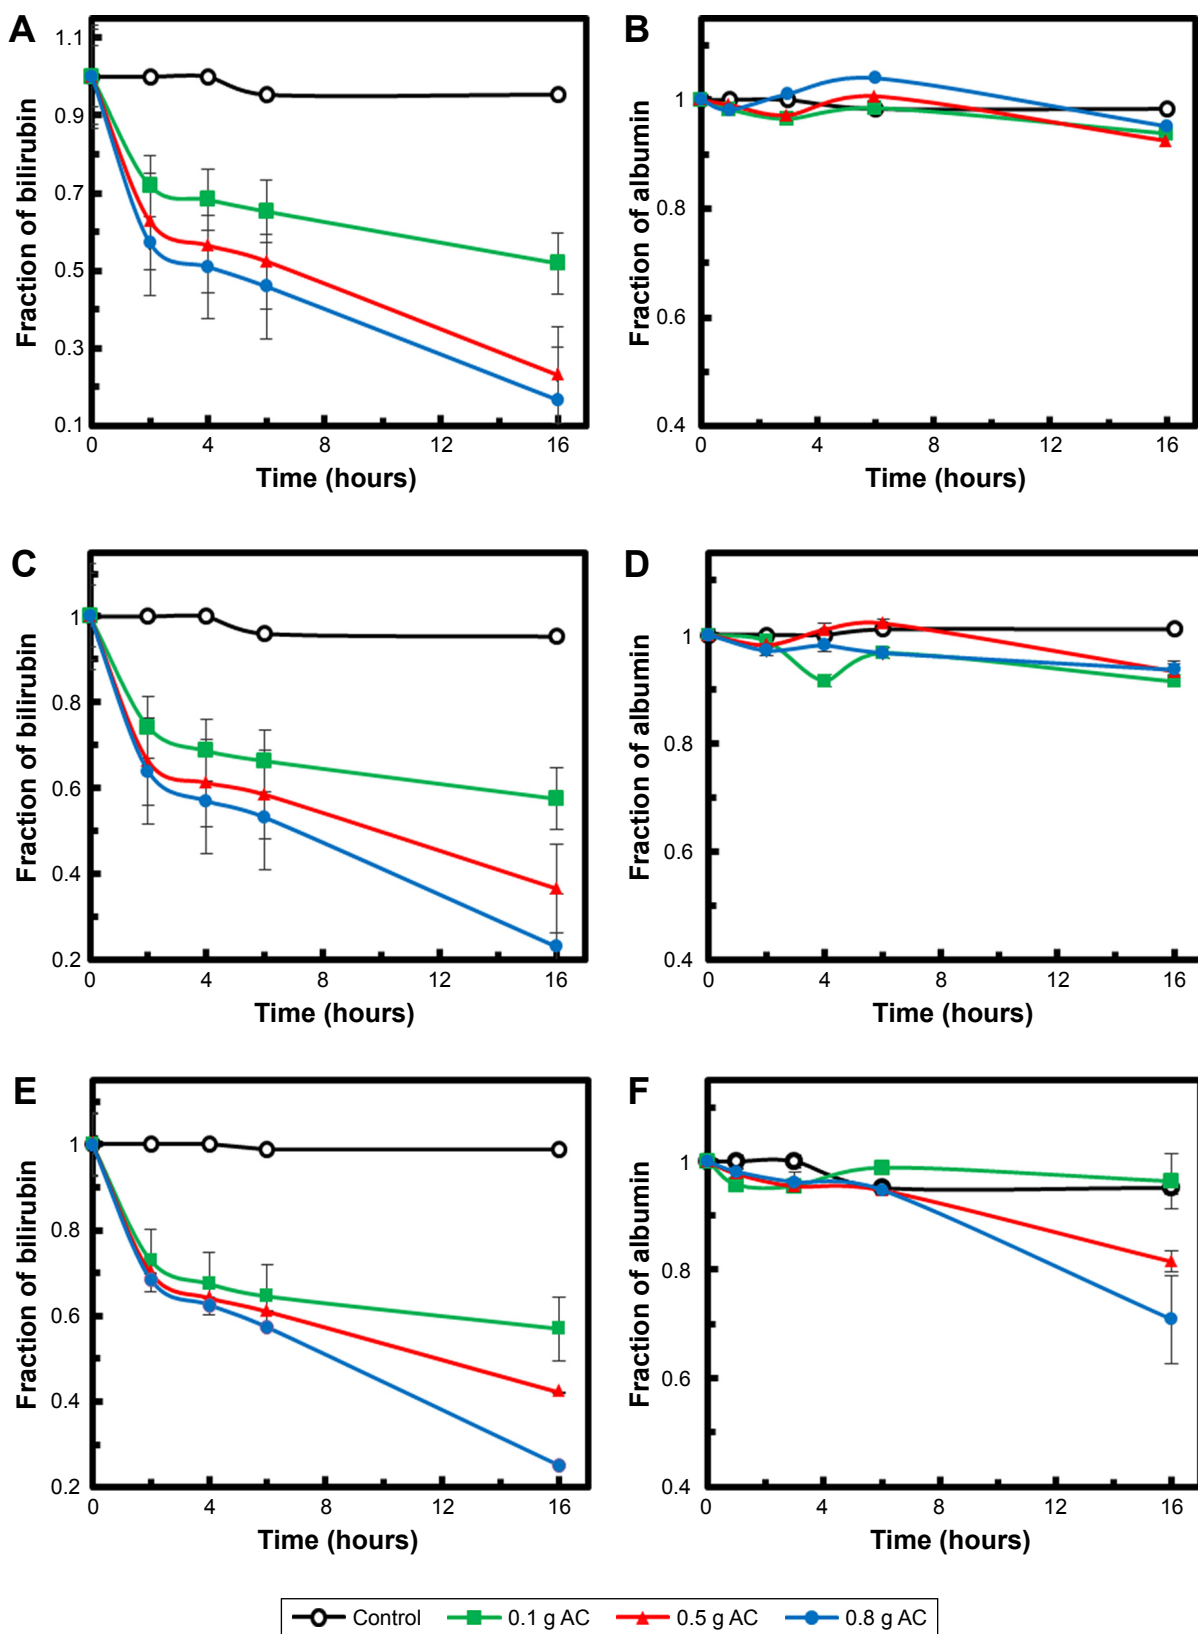 A
1.1
0.9
0.7
0.5
0.3
0.1
Fraction of bilirubin
0 4 8 12 16
Time (hours)
B
1
0.8
0.6
0.4
Fraction of albumin
0 4 8 12 16
Time (hours)
C
1
0.8
0.6
0.4
0.2
Fraction of bilirubin
0 4 8 12 16
Time (hours)
D
1
0.8
0.6
0.4
Fraction of albumin
0 4 8 12 16
Time (hours)
E
1
0.8
0.6
0.4
0.2
Fraction of bilirubin
0 4 8 12 16
Time (hours)
F
1
0.8
0.6
0.4
Fraction of albumin
0 4 8 12 16
Time (hours)
Control 0.1 g AC 0.5 g AC 0.8 g AC